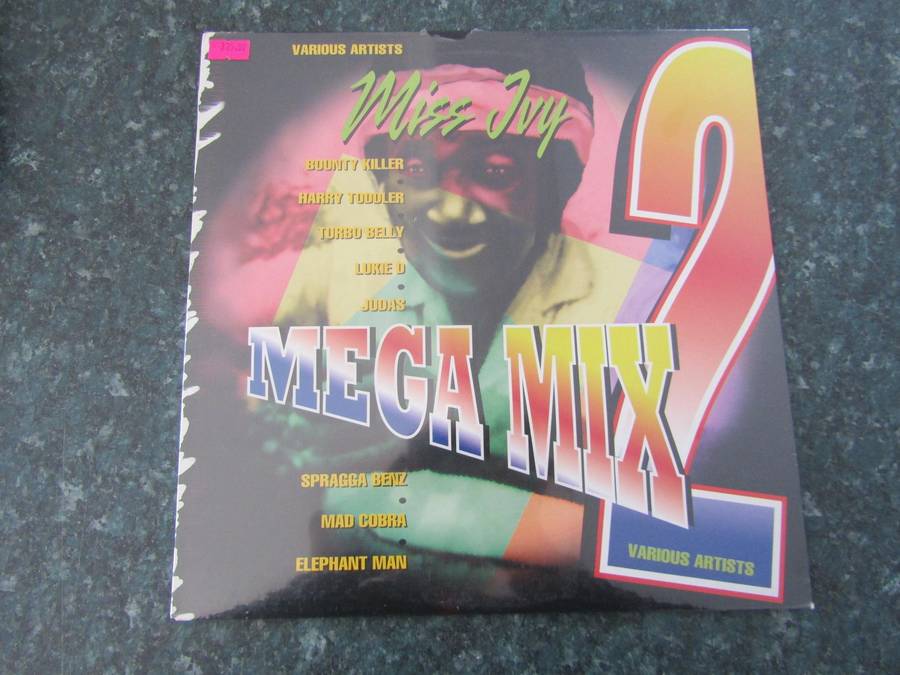 VARIOUS ARTISTS
Miss Ivy
BOUNTY KILLER
HARRY TODDLER
TURBO BELLY
LUKIE D
JUDAS
MEGA MIX
2
SPRAGGA BENZ
MAD COBRA
ELEPHANT MAN
VARIOUS ARTISTS